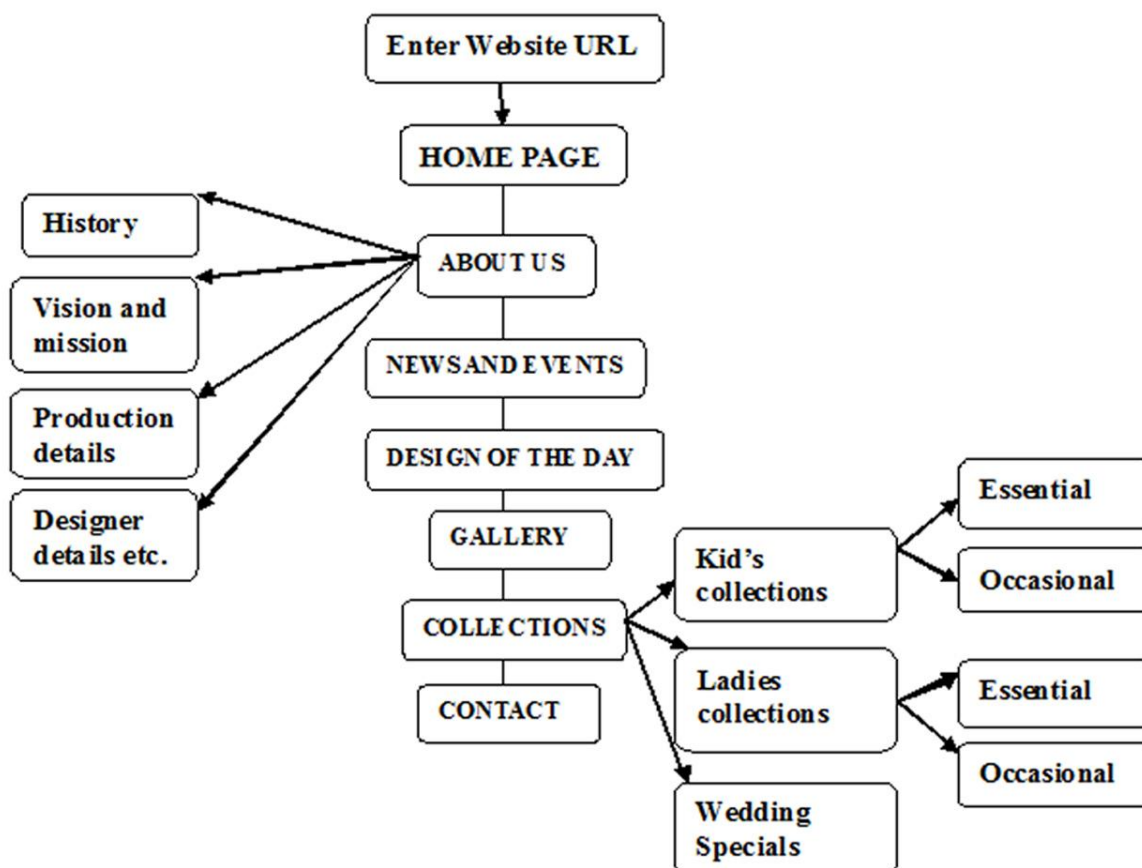 Enter Website URL
HOME PAGE
History
ABOUT US
Vision and
mission
NEWS AND EVENTS
Production
details
DESIGN OF THE DAY
Designer
details etc.
GALLERY
COLLECTIONS
CONTACT
Kid's
collections
Essential
Occasional
Ladies
collections
Essential
Occasional
Wedding
Specials